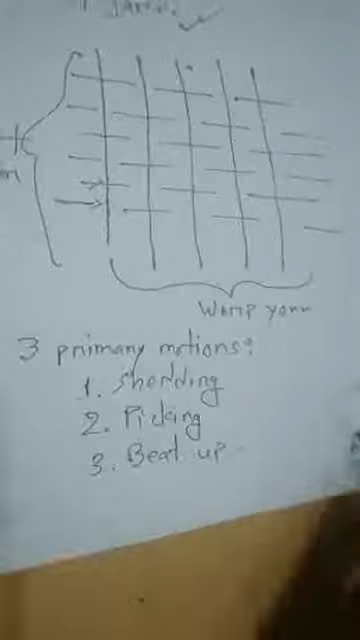 Warp yarn
3 primary motions:
1. Shedding
2. Picking
3. Beat up